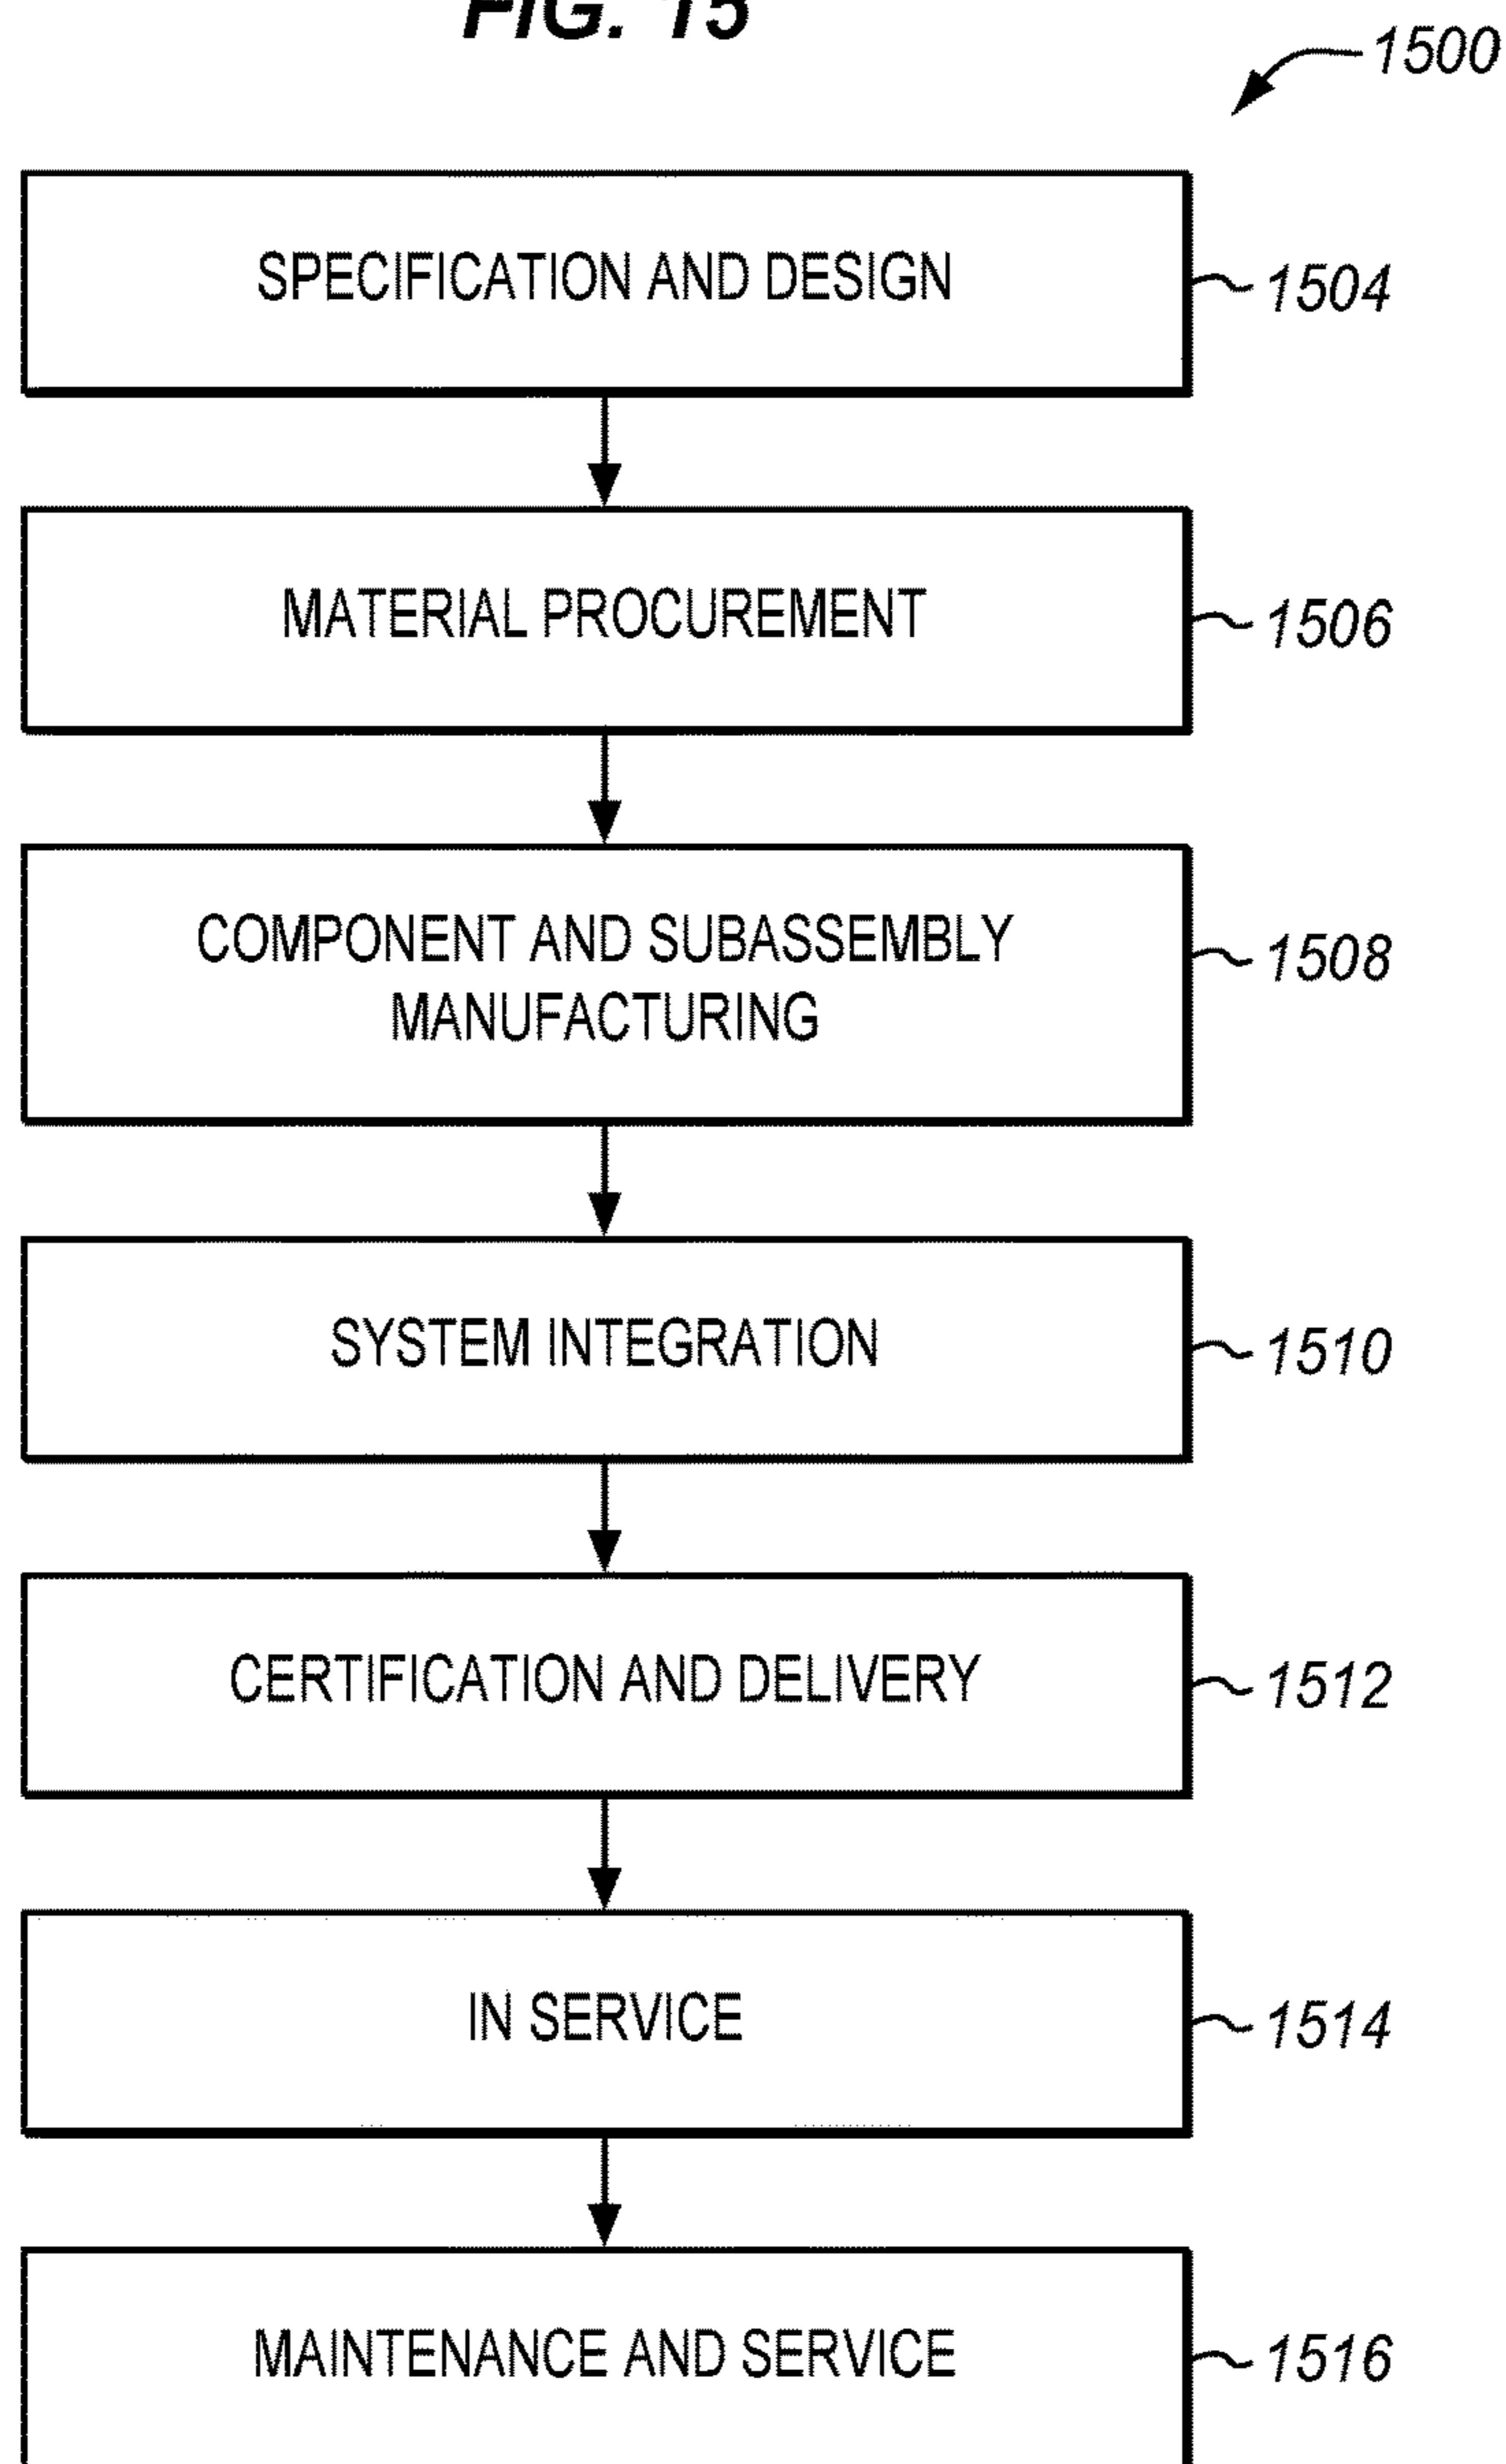 FIG. 15
1500
SPECIFICATION AND DESIGN
1504
MATERIAL PROCUREMENT
1506
COMPONENT AND SUBASSEMBLY
MANUFACTURING
1508
SYSTEM INTEGRATION
1510
CERTIFICATION AND DELIVERY
1512
IN SERVICE
1514
MAINTENANCE AND SERVICE
1516